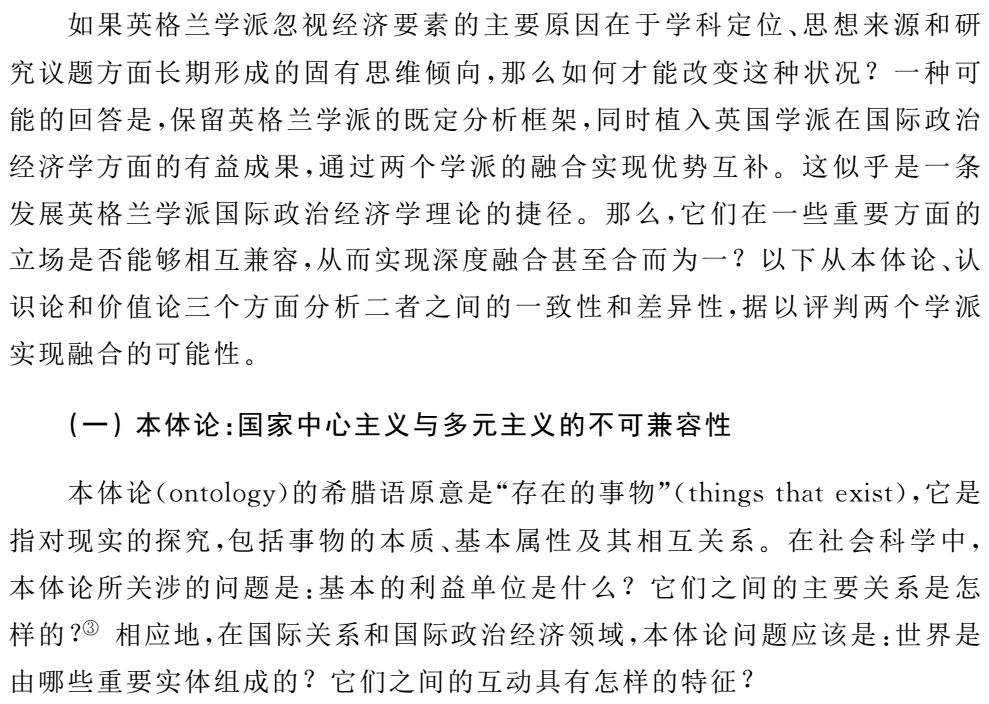 如果英格兰学派忽视经济要素的主要原因在于学科定位、思想来源和研
究议题方面长期形成的固有思维倾向,那么如何才能改变这种状况?一种可
能的回答是,保留英格兰学派的既定分析框架,同时植入英国学派在国际政治
经济学方面的有益成果,通过两个学派的融合实现优势互补。这似乎是一条
发展英格兰学派国际政治经济学理论的捷径。那么,它们在一些重要方面的
立场是否能够相互兼容,从而实现深度融合甚至合而为一?以下从本体论、认
识论和价值论三个方面分析二者之间的一致性和差异性,据以评判两个学派
实现融合的可能性。
(一) 本体论:国家中心主义与多元主义的不可兼容性
本体论(ontology)的希腊语原意是“存在的事物”(things that exist),它是
指对现实的探究,包括事物的本质、基本属性及其相互关系。在社会科学中,
本体论所关涉的问题是:基本的利益单位是什么?它们之间的主要关系是怎
样的?③ 相应地,在国际关系和国际政治经济领域,本体论问题应该是:世界是
由哪些重要实体组成的?它们之间的互动具有怎样的特征?